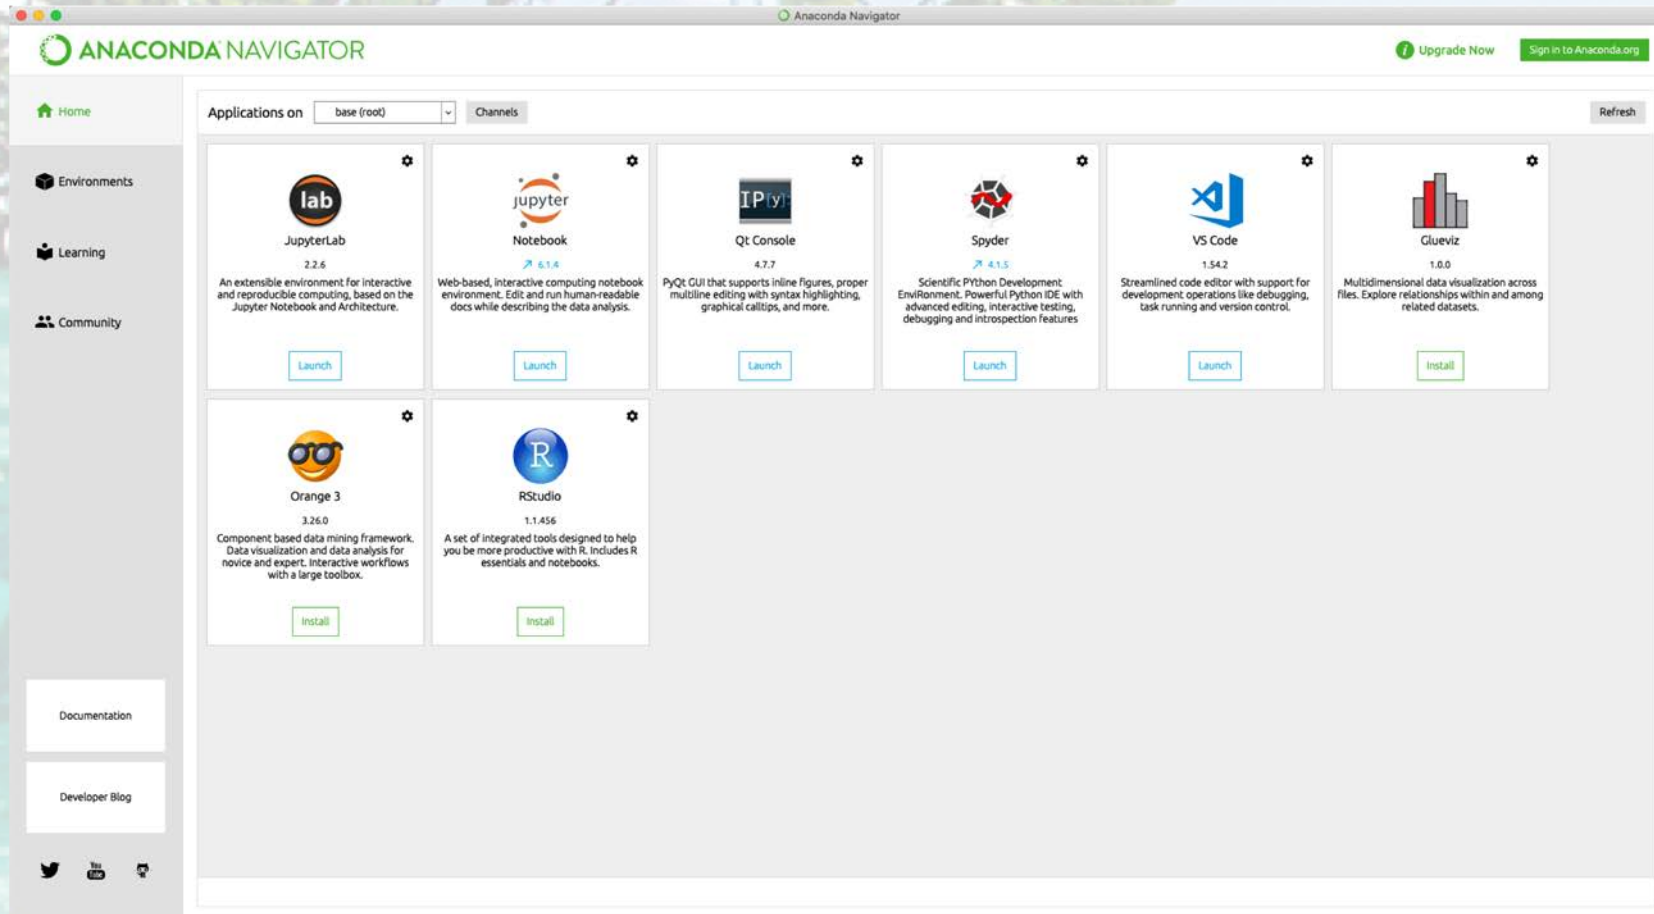 Anaconda Navigator
ANACONDA NAVIGATOR
Upgrade Now
Sign in to Anaconda.org
Home
Environments
Learning
Community
Documentation
Developer Blog
You
Tube
Applications on
base (root)
Channels
Refresh
lab
JupyterLab
2.2.6
An extensible environment for interactive
and reproducible computing, based on the
Jupyter Notebook and Architecture.
Launch
jupyter
Notebook
6.1.4
Web-based, interactive computing notebook
environment. Edit and run human-readable
docs while describing the data analysis.
Launch
IP[y]:
Qt Console
4.7.7
PyQt GUI that supports inline figures, proper
multiline editing with syntax highlighting,
graphical calltips, and more.
Launch
Spyder
4.1.5
Scientific PYthon Development
EnviRonment. Powerful Python IDE with
advanced editing, interactive testing,
debugging and introspection features
Launch
VS Code
1.54.2
Streamlined code editor with support for
development operations like debugging,
task running and version control.
Launch
Glueviz
1.0.0
Multidimensional data visualization across
files. Explore relationships within and among
related datasets.
Install
Orange 3
3.26.0
Component based data mining framework.
Data visualization and data analysis for
novice and expert. Interactive workflows
with a large toolbox.
Install
R
RStudio
1.1.456
A set of integrated tools designed to help
you be more productive with R. Includes R
essentials and notebooks.
Install